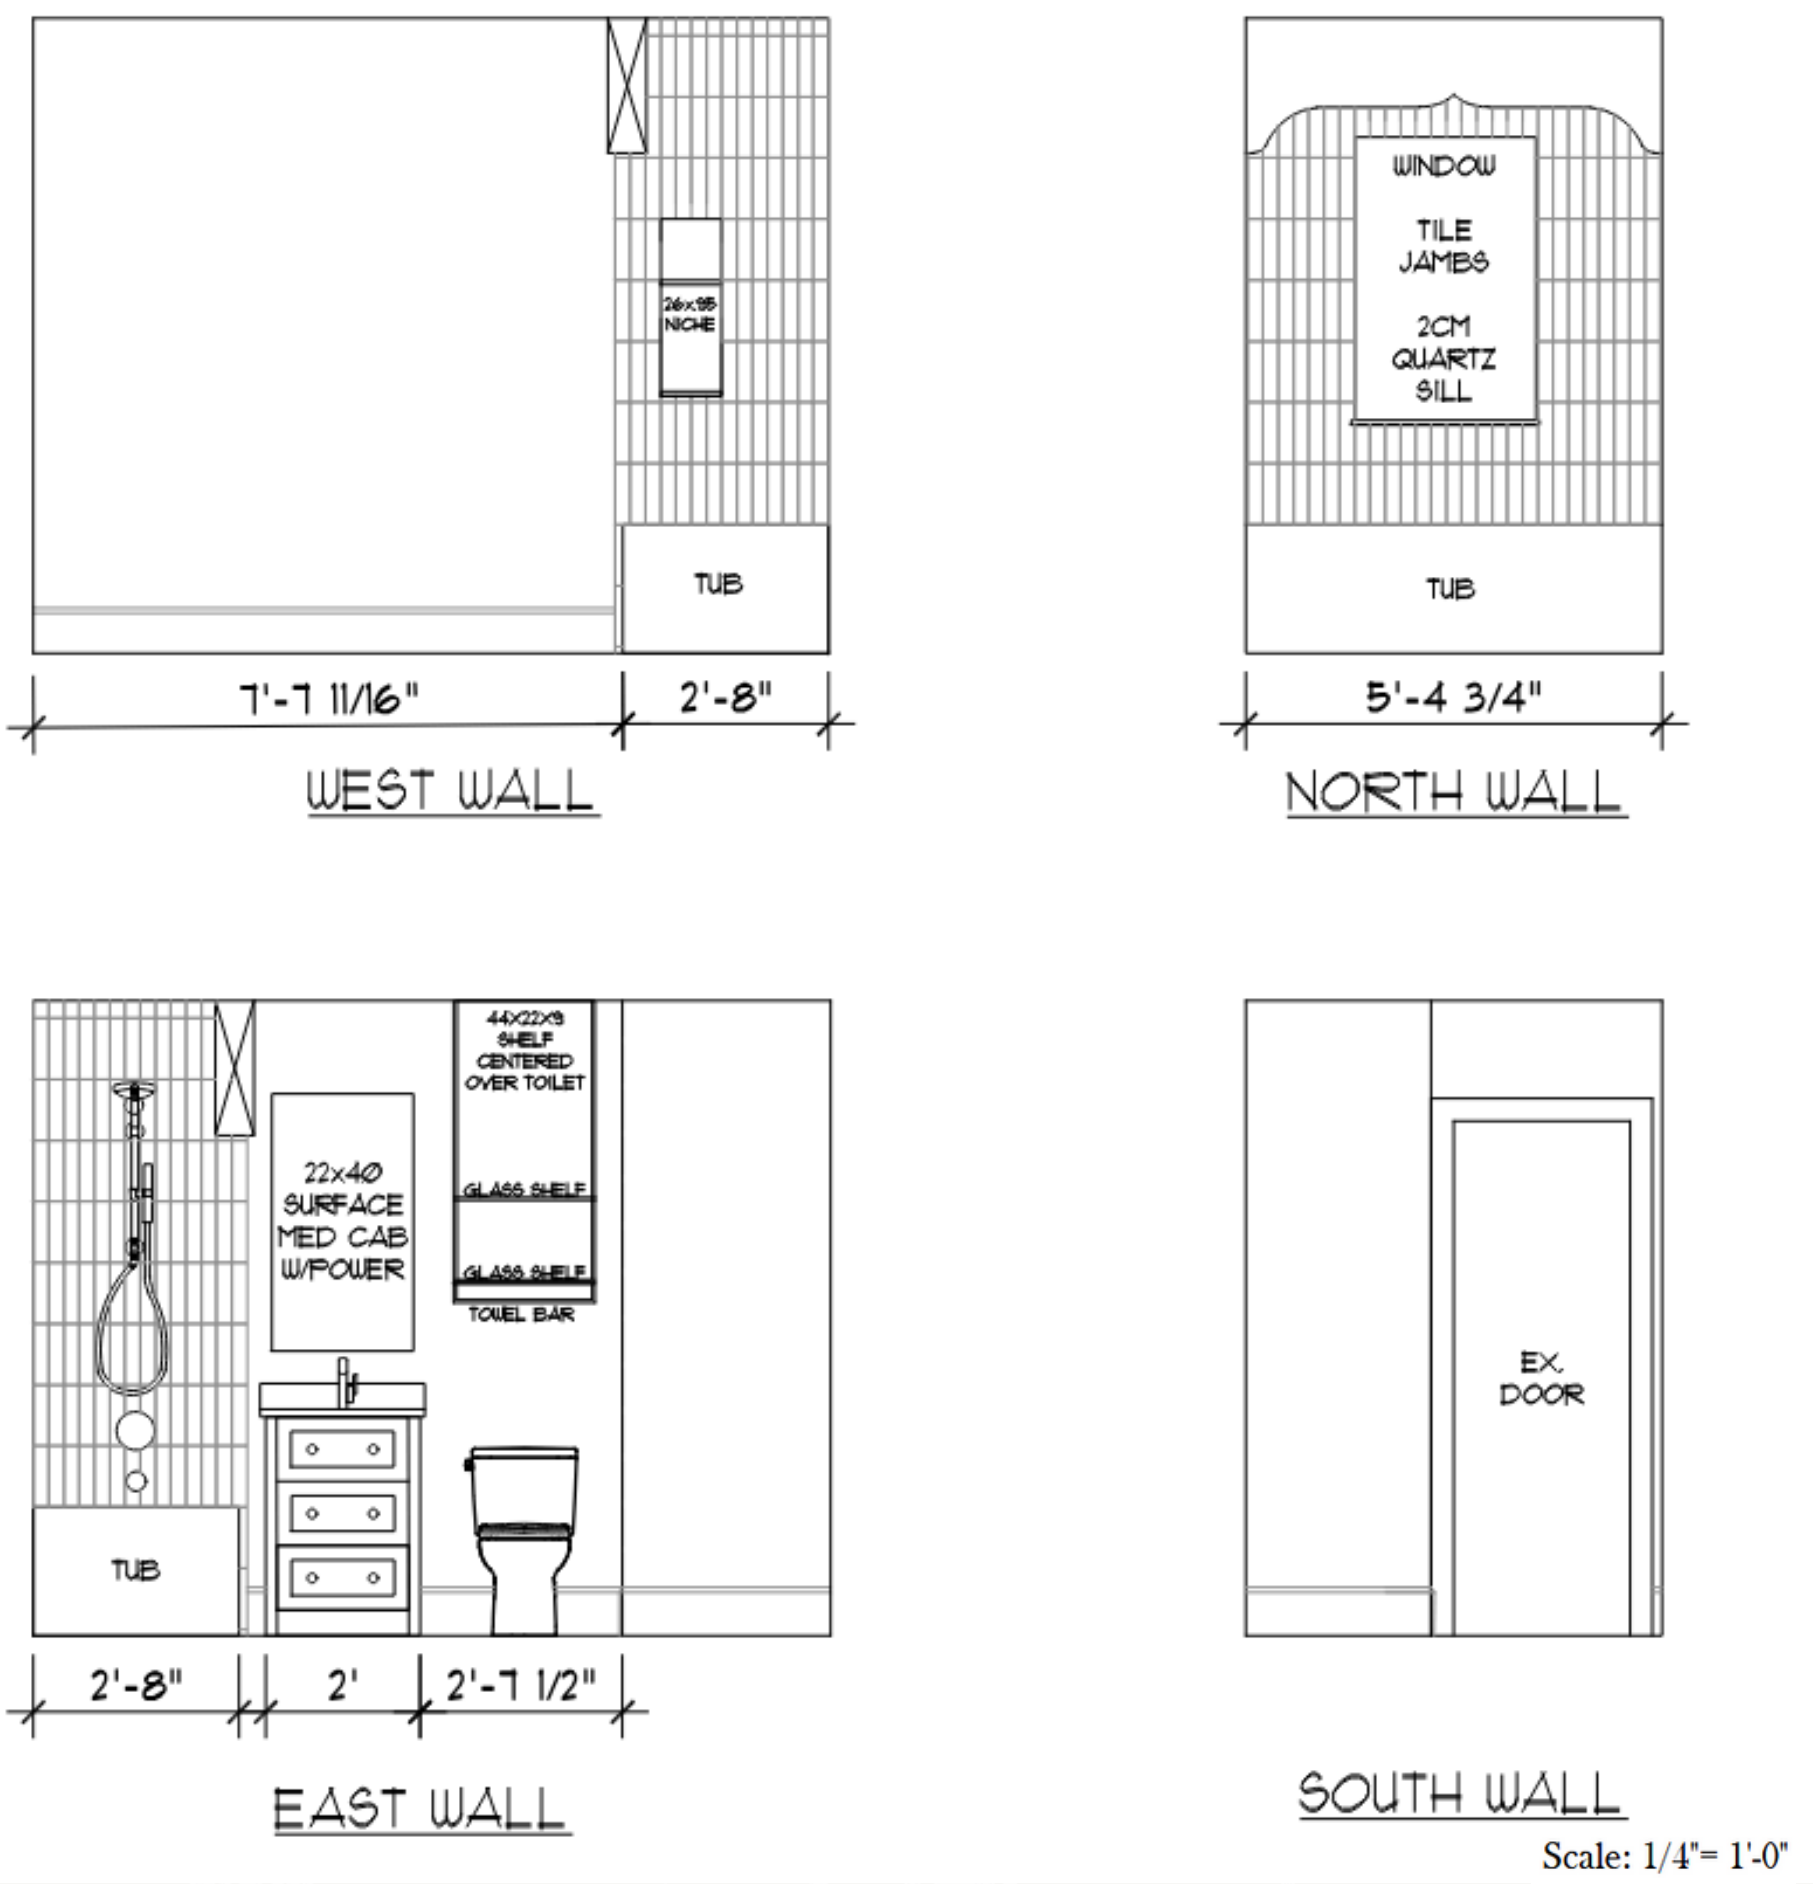 NICHE
TUB
7'-7 11/16"
2'-8"
WEST WALL
WINDOW
TILE
JAMBS
2CM
QUARTZ
SILL
TUB
5'-4 3/4"
NORTH WALL
TUB
22x40
SURFACE
MED CAB
W/POWER
44X22X9
SHELF
CENTERED
OVER TOILET
GLASS SHELF
GLASS SHELF
TOWEL BAR
2'-8"
2'
2'-7 1/2"
EAST WALL
EX.
DOOR
SOUTH WALL
Scale: 1/4"= 1'-0"